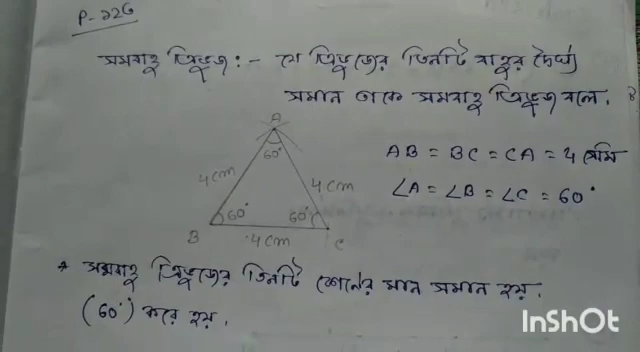 P-226
সমবাহু ত্রিভুজ :- যে ত্রিভুজের তিনটি বাহুর দৈর্ঘ্য
সমান তাকে সমবাহু ত্রিভুজ বলে.
A
60°
4cm
4cm
AB = BC = CA = 4 সেমি
∠A = ∠B = ∠C = 60°
60°
60°
B
4cm
C
* সমবাহু ত্রিভুজের তিনটি কোনের মান সমান হয়.
(60°) করে হয়.
InShOt